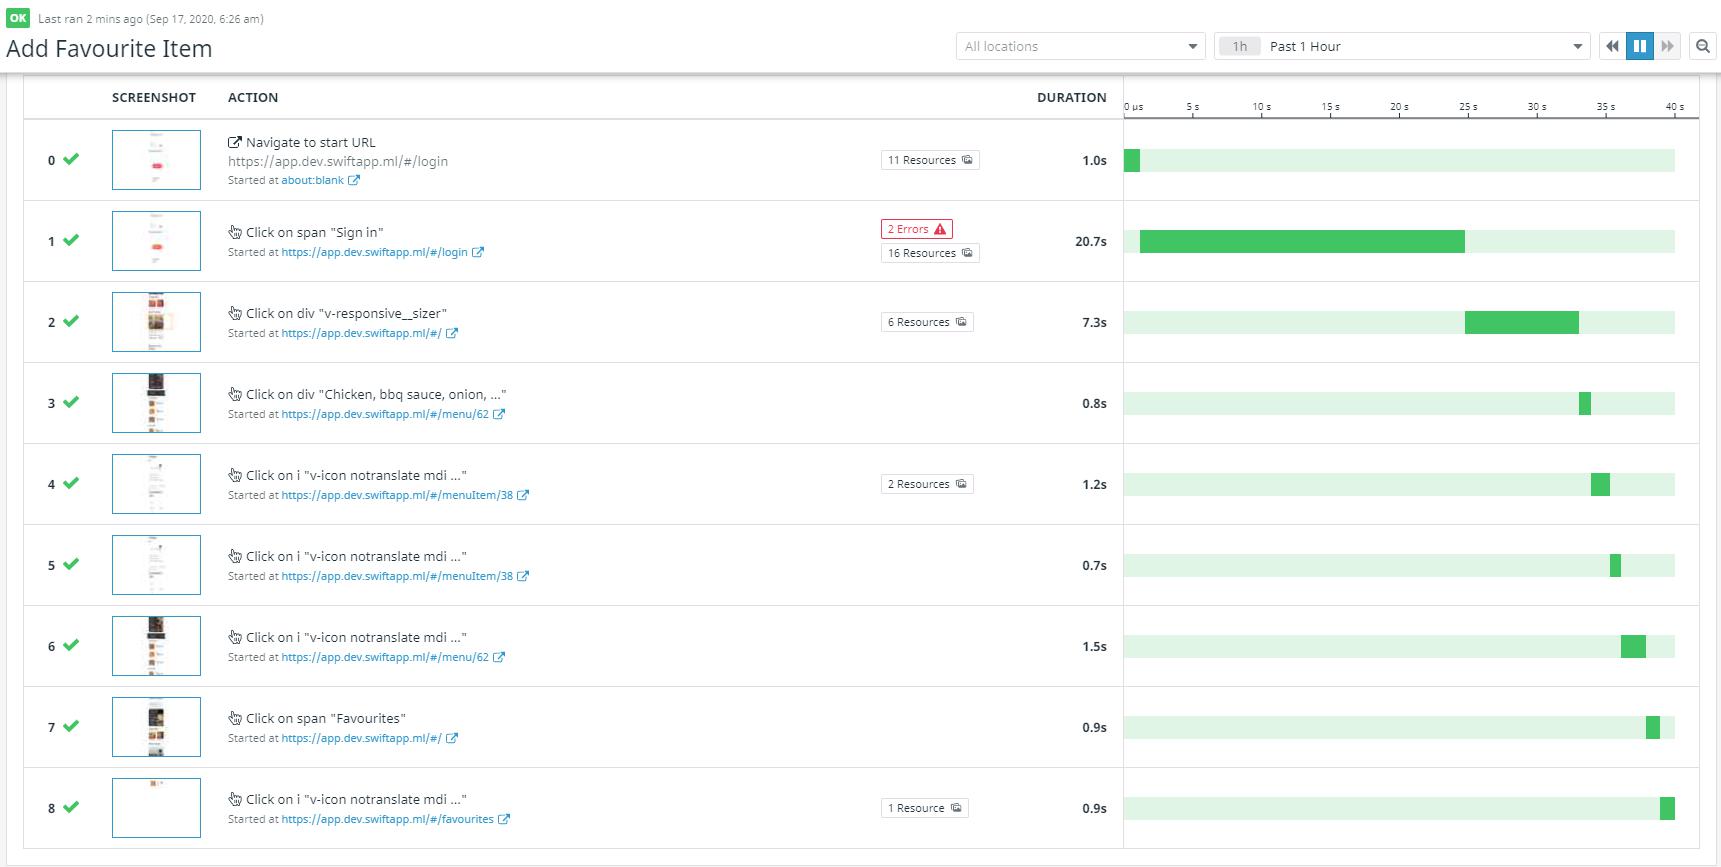 OK Last ran 2 mins ago (Sep 17, 2020, 6:26 am)
Add Favourite Item
All locations
1h Past 1 Hour
SCREENSHOT ACTION DURATION
0 µs 5 s 10 s 15 s 20 s 25 s 30 s 35 s 40 s
0
Navigate to start URL
https://app.dev.swiftapp.ml/#/login
Started at about:blank
11 Resources
1.0s
1
Click on span "Sign in"
Started at https://app.dev.swiftapp.ml/#/login
2 Errors
16 Resources
20.7s
2
Click on div "v-responsive__sizer"
Started at https://app.dev.swiftapp.ml/#/
6 Resources
7.3s
3
Click on div "Chicken, bbq sauce, onion, ..."
Started at https://app.dev.swiftapp.ml/#/menu/62
0.8s
4
Click on i "v-icon notranslate mdi ..."
Started at https://app.dev.swiftapp.ml/#/menuItem/38
2 Resources
1.2s
5
Click on i "v-icon notranslate mdi ..."
Started at https://app.dev.swiftapp.ml/#/menuItem/38
0.7s
6
Click on i "v-icon notranslate mdi ..."
Started at https://app.dev.swiftapp.ml/#/menu/62
1.5s
7
Click on span "Favourites"
Started at https://app.dev.swiftapp.ml/#/
0.9s
8
Click on i "v-icon notranslate mdi ..."
Started at https://app.dev.swiftapp.ml/#/favourites
1 Resource
0.9s